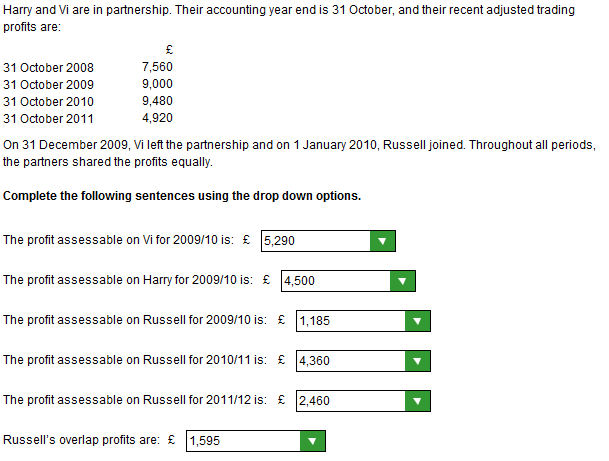 Harry and Vi are in partnership. Their accounting year end is 31 October, and their recent adjusted trading
profits are:
£
31 October 2008 7,560
31 October 2009 9,000
31 October 2010 9,480
31 October 2011 4,920
On 31 December 2009, Vi left the partnership and on 1 January 2010, Russell joined. Throughout all periods,
the partners shared the profits equally.
Complete the following sentences using the drop down options.
The profit assessable on Vi for 2009/10 is: £ 5,290
The profit assessable on Harry for 2009/10 is: £ 4,500
The profit assessable on Russell for 2009/10 is: £ 1,185
The profit assessable on Russell for 2010/11 is: £ 4,360
The profit assessable on Russell for 2011/12 is: £ 2,460
Russell's overlap profits are: £ 1,595